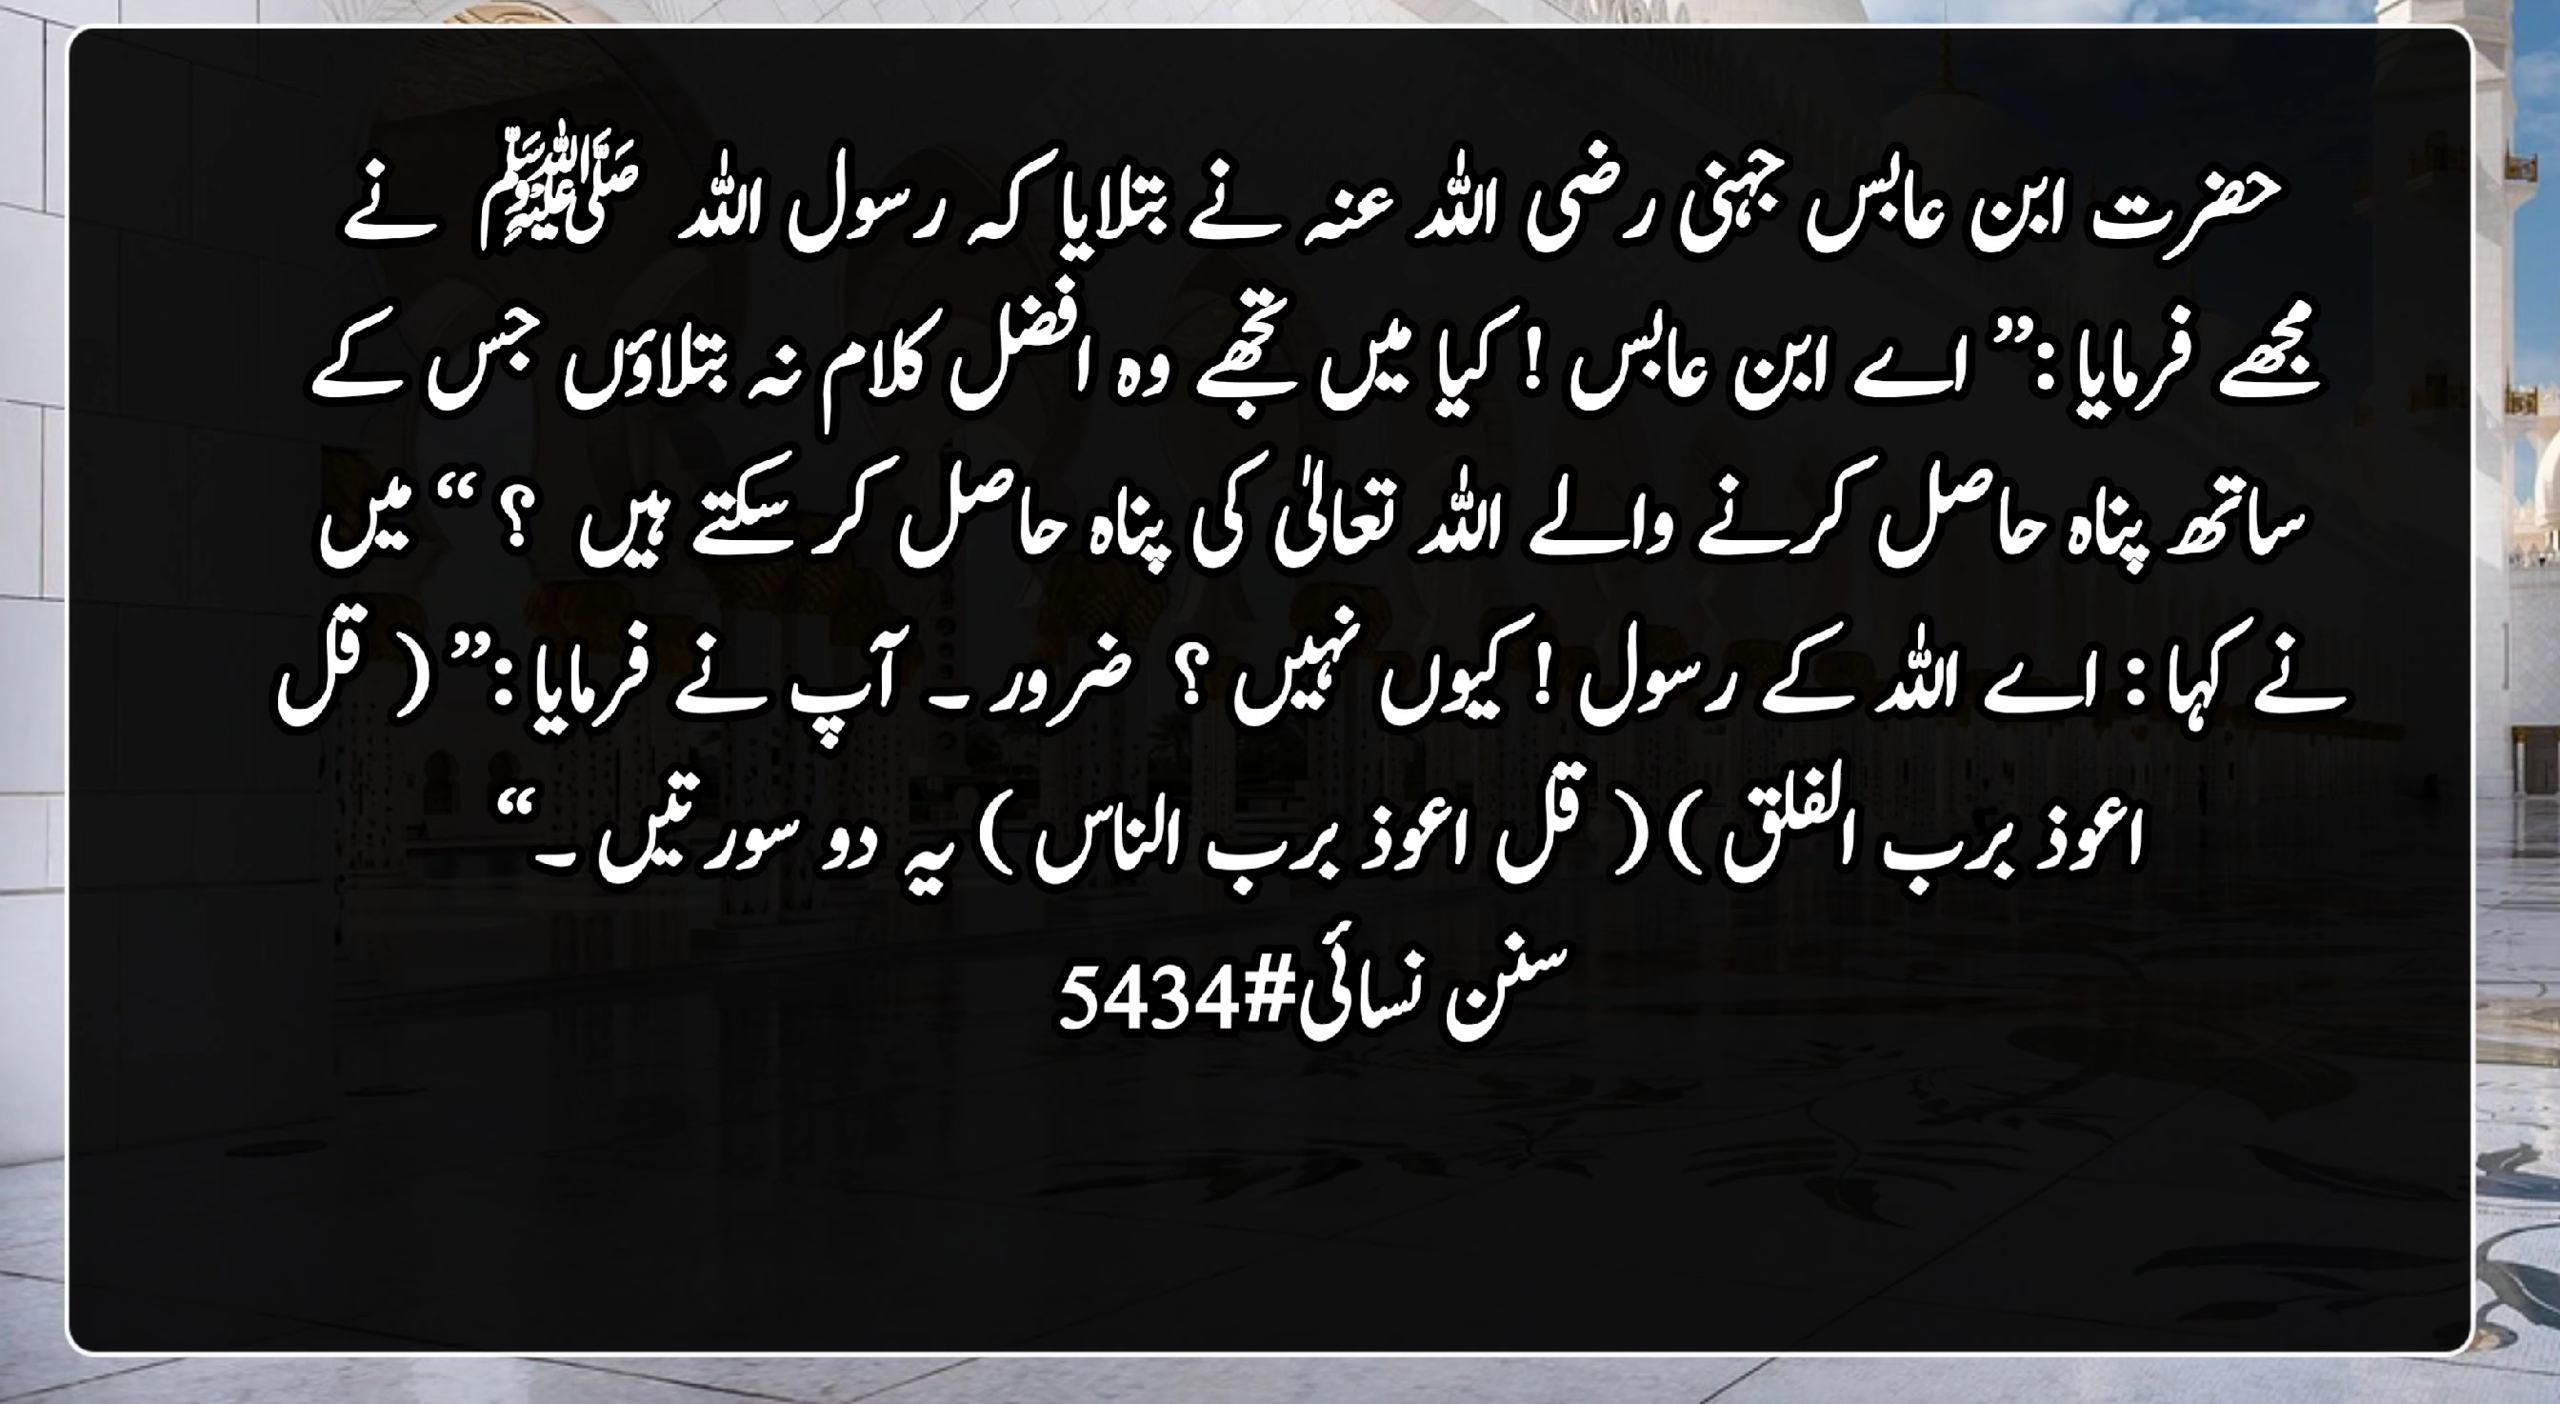 حضرت ابن عابس جہنی رضی اللہ عنہ نے بتلایا کہ رسول اللہ ﷺ نے
مجھے فرمایا :” اے ابن عابس ! کیا میں تجھے وہ افضل کلام نہ بتلاؤں جس کے
ساتھ پناہ حاصل کرنے والے اللہ تعالیٰ کی پناہ حاصل کر سکتے ہیں ؟ “ میں
نے کہا : اے اللہ کے رسول ! کیوں نہیں ؟ ضرور ۔ آپ نے فرمایا :” ( قل
اعوذ برب الفلق ) ( قل اعوذ برب الناس ) یہ دو سورتیں ۔“
سنن نسائی#5434